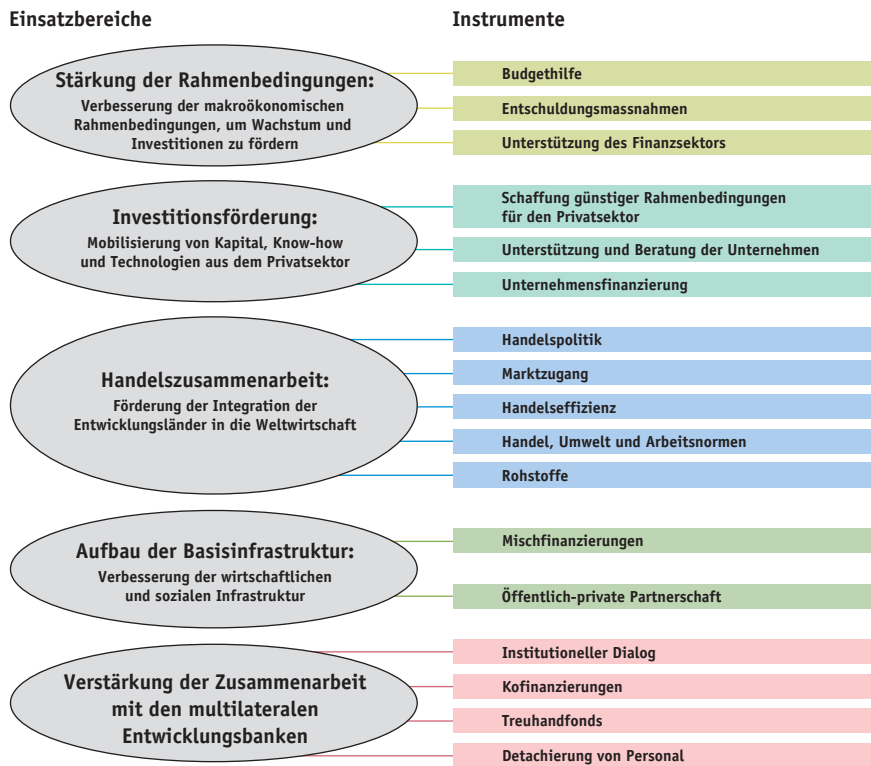 Einsatzbereiche
Instrumente
Stärkung der Rahmenbedingungen:
Verbesserung der makroökonomischen
Rahmenbedingungen, um Wachstum und
Investitionen zu fördern
Budgethilfe
Entschuldungsmassnahmen
Unterstützung des Finanzsektors
Investitionsförderung:
Mobilisierung von Kapital, Know-how
und Technologien aus dem Privatsektor
Schaffung günstiger Rahmenbedingungen
für den Privatsektor
Unterstützung und Beratung der Unternehmen
Unternehmensfinanzierung
Handelszusammenarbeit:
Förderung der Integration der
Entwicklungsländer in die Weltwirtschaft
Handelspolitik
Marktzugang
Handelseffizienz
Handel, Umwelt und Arbeitsnormen
Rohstoffe
Aufbau der Basisinfrastruktur:
Verbesserung der wirtschaftlichen
und sozialen Infrastruktur
Mischfinanzierungen
Öffentlich-private Partnerschaft
Verstärkung der Zusammenarbeit
mit den multilateralen
Entwicklungsbanken
Institutioneller Dialog
Kofinanzierungen
Treuhandfonds
Detachierung von Personal